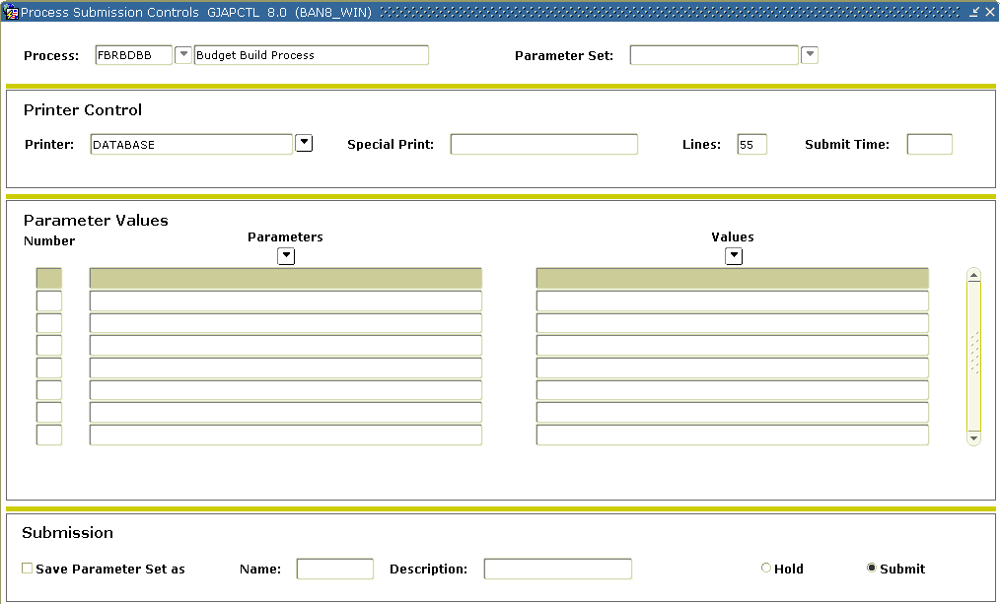 Process Submission Controls GJAPCTL 8.0 (BAN8_WIN)
Process: FBRBDBB Budget Build Process Parameter Set:
Printer Control
Printer: DATABASE Special Print: Lines: 55 Submit Time:
Parameter Values
Number Parameters Values
Submission
Save Parameter Set as Name: Description: Hold Submit